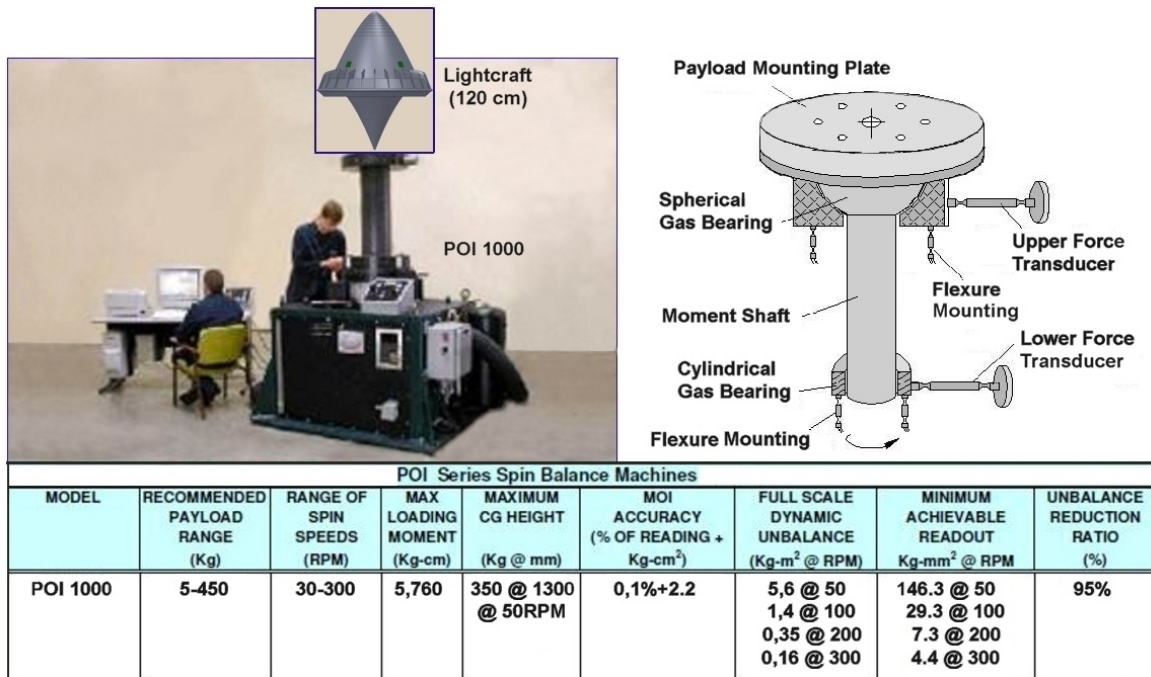 Lightcraft
(120 cm)
POI 1000
Payload Mounting Plate
Spherical
Gas Bearing
Upper Force
Transducer
Flexure
Mounting
Moment Shaft
Lower Force
Transducer
Cylindrical
Gas Bearing
Flexure Mounting
POI Series Spin Balance Machines
MODEL RECOMMENDED PAYLOAD RANGE (Kg) RANGE OF SPIN SPEEDS (RPM) MAX LOADING MOMENT (Kg-cm) MAXIMUM CG HEIGHT (Kg @ mm) MOI ACCURACY (% OF READING + Kg-cm²) FULL SCALE DYNAMIC UNBALANCE (Kg-m² @ RPM) MINIMUM ACHIEVABLE READOUT Kg-mm² @ RPM UNBALANCE REDUCTION RATIO (%)
POI 1000 5-450 30-300 5,760 350 @ 1300 0,1%+2.2 5,6 @ 50 146.3 @ 50 95%
@ 50RPM 1,4 @ 100 29.3 @ 100
0,35 @ 200 7.3 @ 200
0,16 @ 300 4.4 @ 300